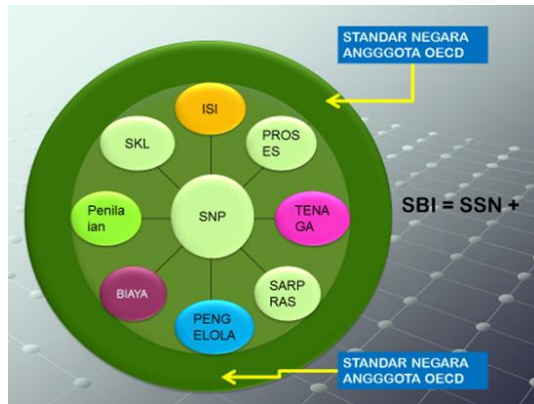 STANDAR NEGARA
ANGGGOTA OECD
ISI
SKL
PROS
ES
Penila
ian
SNP
TENA
GA
SBI = SSN +
BIAYA
SARP
RAS
PENG
ELOLA
STANDAR NEGARA
ANGGGOTA OECD